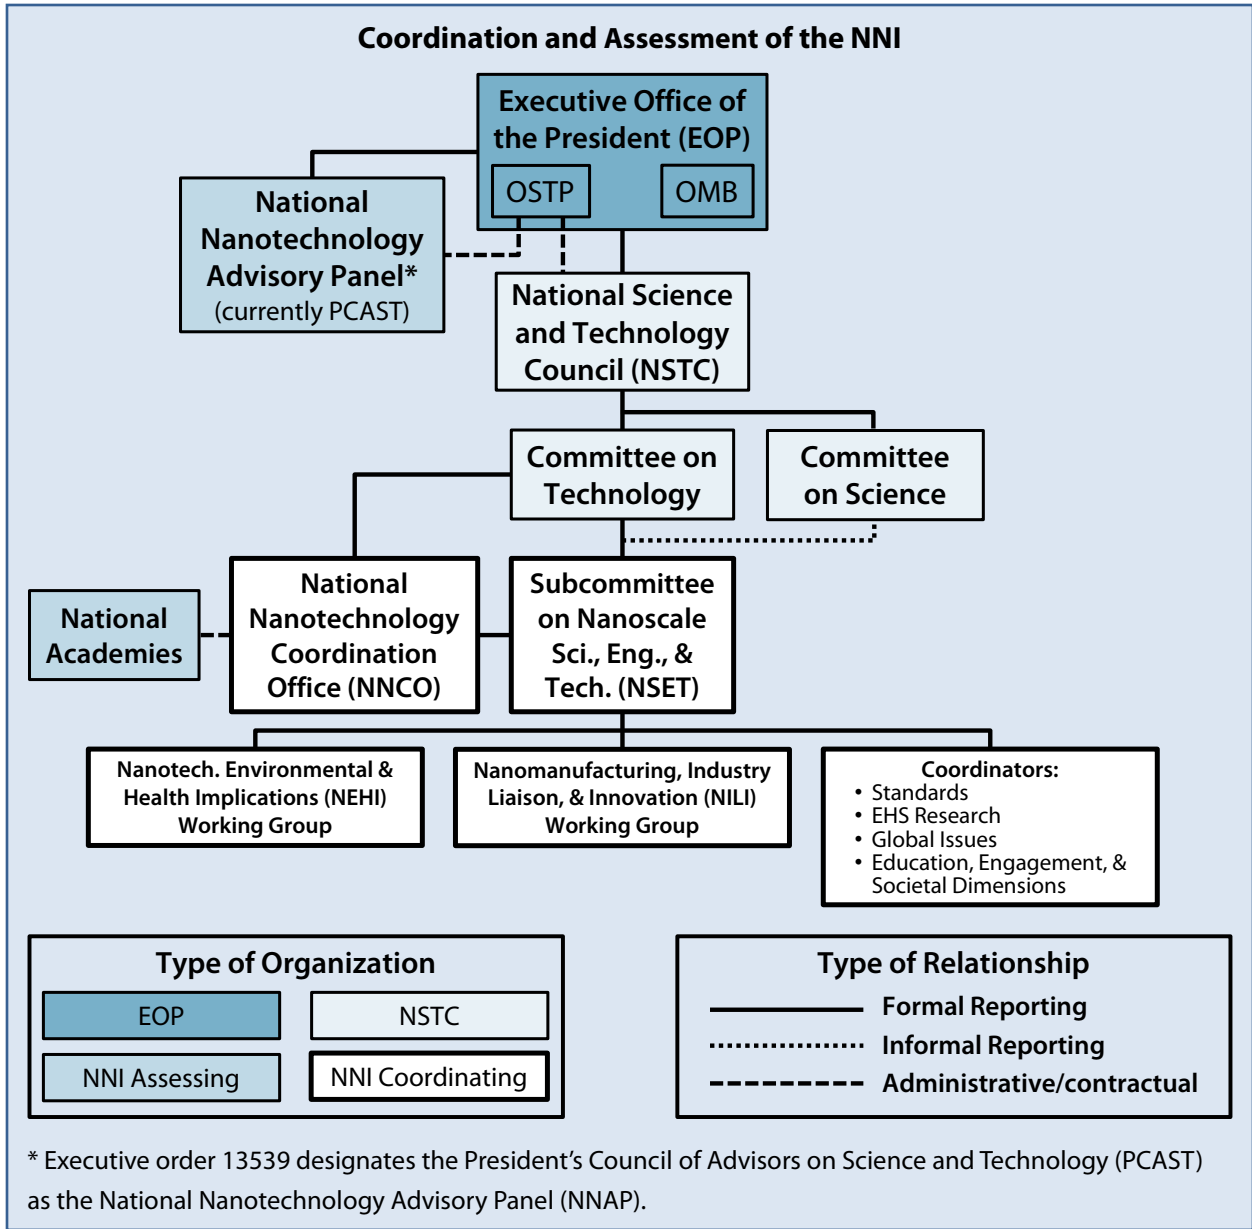 Coordination and Assessment of the NNI
Executive Office of
the President (EOP)
OSTP
OMB
National
Nanotechnology
Advisory Panel*
(currently PCAST)
National Science
and Technology
Council (NSTC)
Committee on
Technology
Committee
on Science
National
Academies
National
Nanotechnology
Coordination
Office (NNCO)
Subcommittee
on Nanoscale
Sci., Eng., &
Tech. (NSET)
Nanotech. Environmental &
Health Implications (NEHI)
Working Group
Nanomanufacturing, Industry
Liaison, & Innovation (NILI)
Working Group
Coordinators:
• Standards
• EHS Research
• Global Issues
• Education, Engagement, &
Societal Dimensions
Type of Organization
EOP
NSTC
NNI Assessing
NNI Coordinating
Type of Relationship
Formal Reporting
Informal Reporting
Administrative/contractual
* Executive order 13539 designates the President’s Council of Advisors on Science and Technology (PCAST)
as the National Nanotechnology Advisory Panel (NNAP).